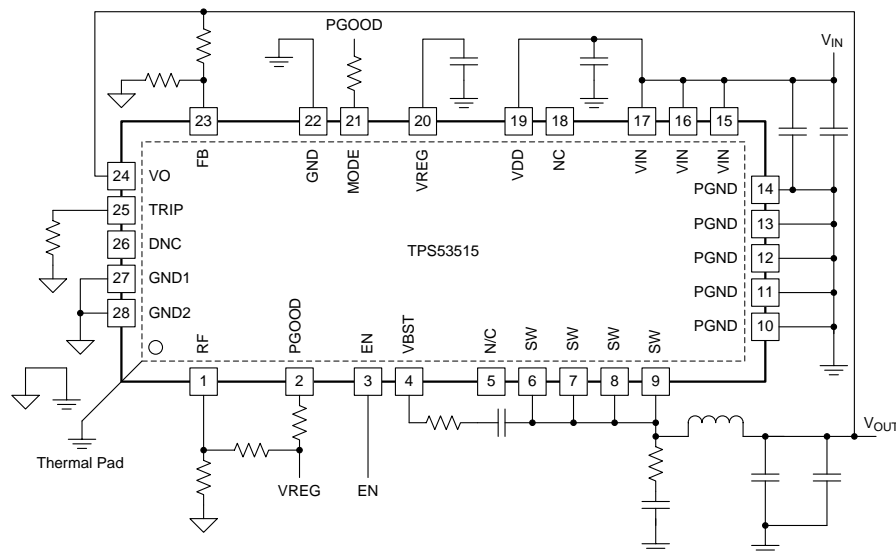 PGOOD
V_IN
23 22 21 20 19 18 17 16 15
FB GND MODE VREG VDD NC VIN VIN VIN
24 VO
25 TRIP
26 DNC
27 GND1
28 GND2
TPS53515
PGND 14
PGND 13
PGND 12
PGND 11
PGND 10
RF PGOOD EN VBST N/C SW SW SW SW
1 2 3 4 5 6 7 8 9
V_OUT
Thermal Pad
VREG EN